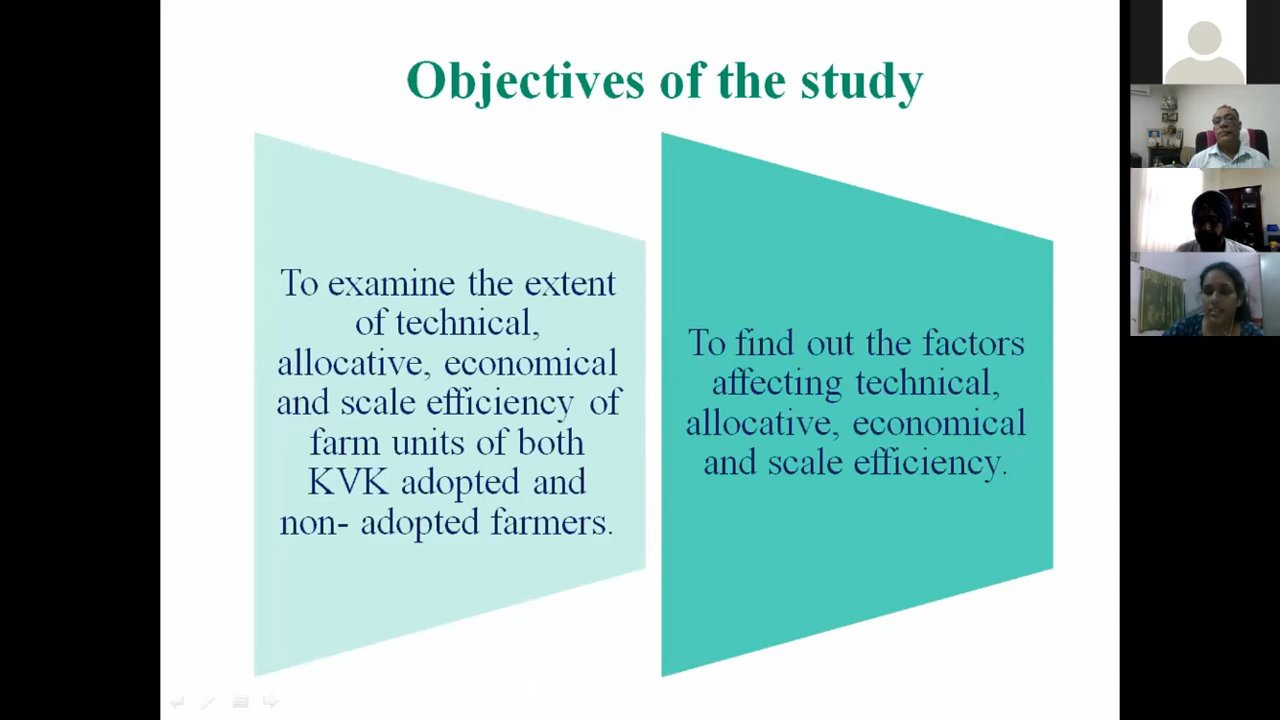 Objectives of the study
To examine the extent
of technical,
allocative, economical
and scale efficiency of
farm units of both
KVK adopted and
non- adopted farmers.
To find out the factors
affecting technical,
allocative, economical
and scale efficiency.